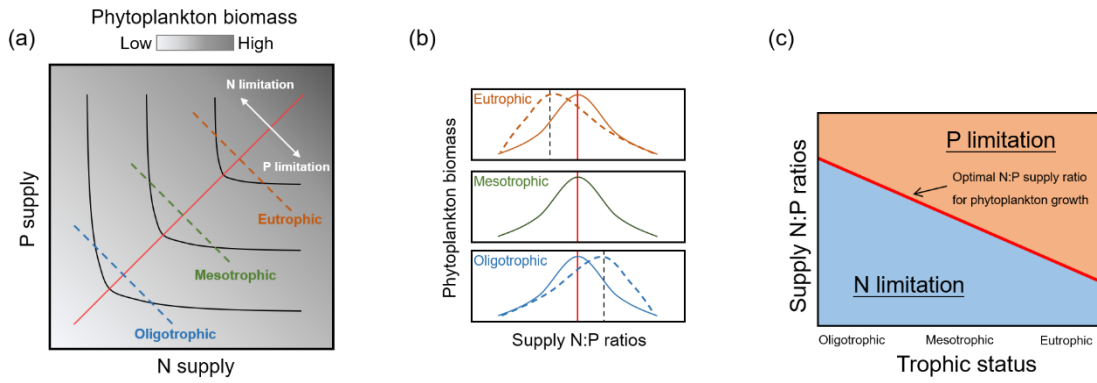 (a)
Phytoplankton biomass
Low
High
N limitation
P limitation
Eutrophic
Mesotrophic
Oligotrophic
P supply
N supply
(b)
Eutrophic
Mesotrophic
Oligotrophic
Phytoplankton biomass
Supply N:P ratios
(c)
P limitation
Optimal N:P supply ratio
for phytoplankton growth
N limitation
Supply N:P ratios
Oligotrophic
Mesotrophic
Eutrophic
Trophic status